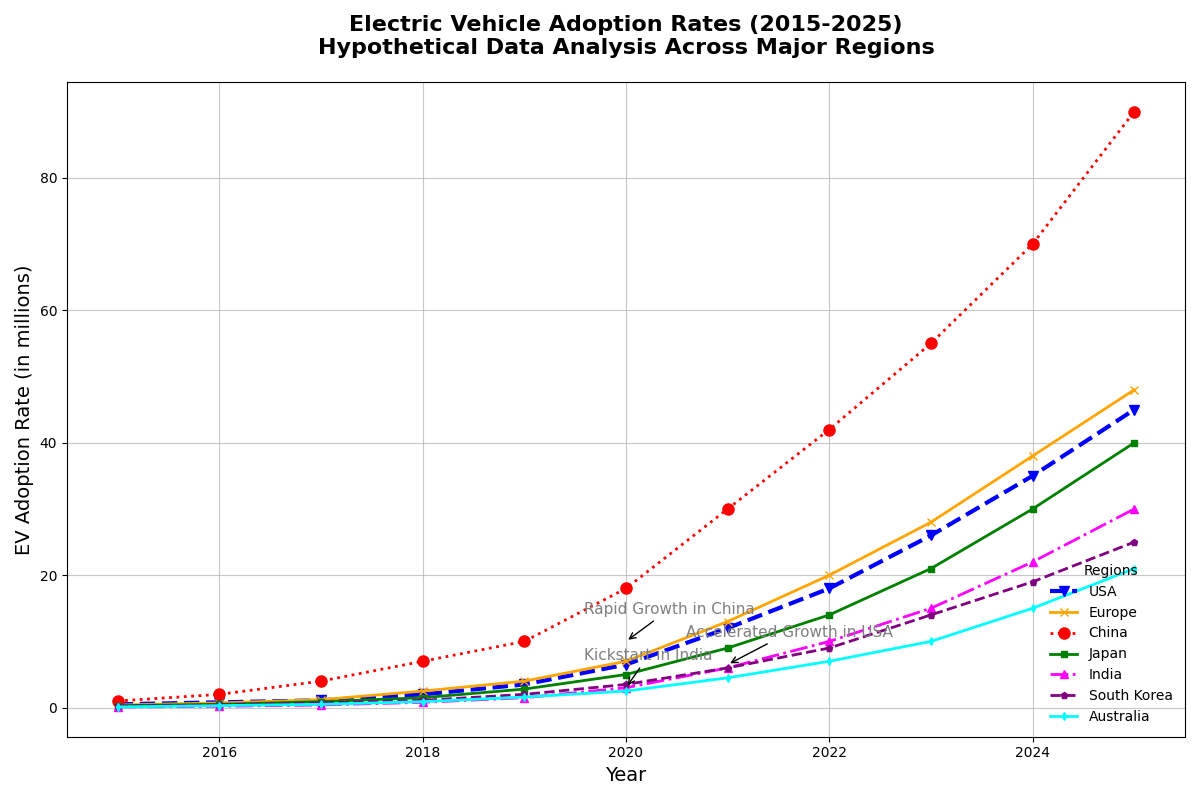 Electric Vehicle Adoption Rates (2015-2025)
Hypothetical Data Analysis Across Major Regions
EV Adoption Rate (in millions)
80
60
40
20
0
Rapid Growth in China
Accelerated Growth in USA
Kickstart in India
Regions
USA
Europe
China
Japan
India
South Korea
Australia
2016
2018
2020
2022
2024
Year